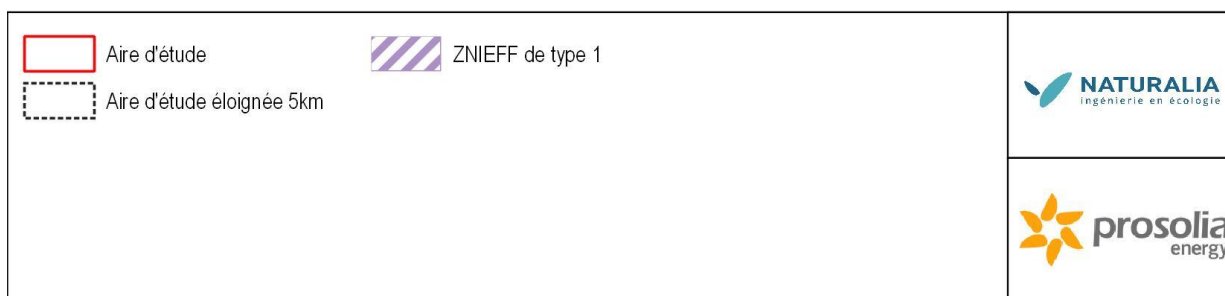 Aire d'étude
ZNIEFF de type 1
Aire d'étude éloignée 5km
NATURALIA
ingénierie en écologie
prosolia
energy